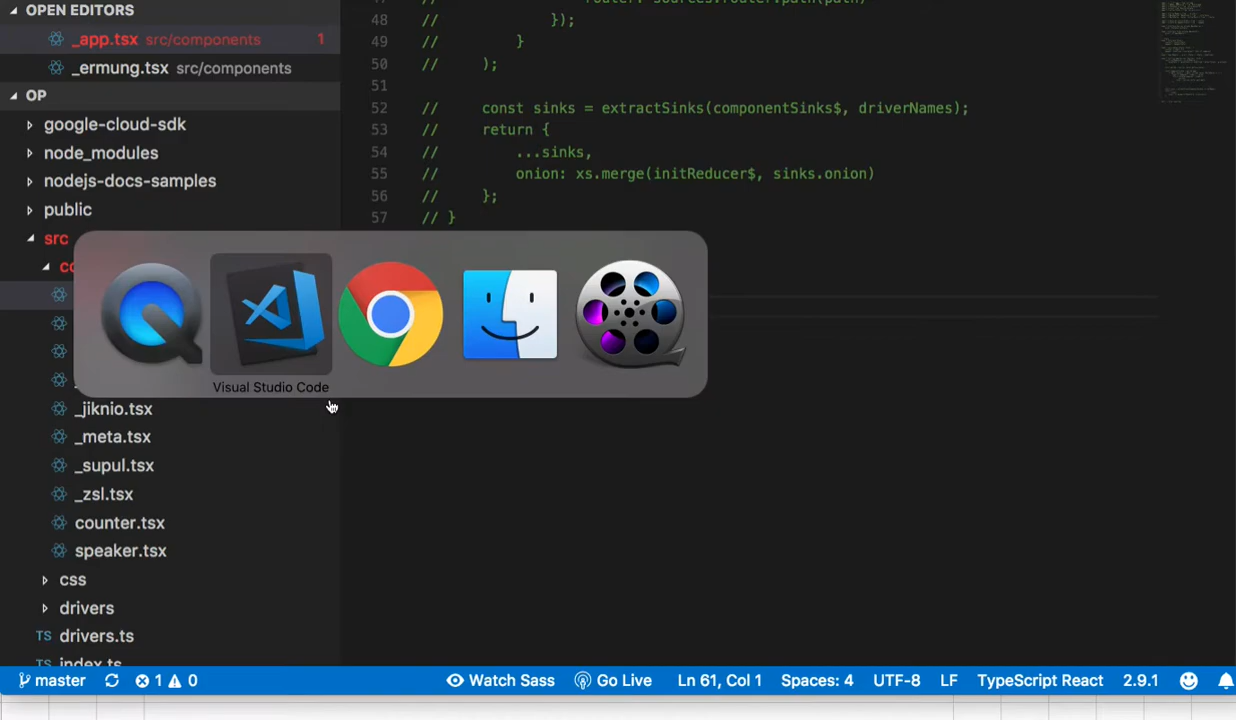 OPEN EDITORS
_app.tsx src/components 1
_ermung.tsx src/components
OP
google-cloud-sdk
node_modules
nodejs-docs-samples
public
src
_jiknio.tsx
_meta.tsx
_supul.tsx
_zsl.tsx
counter.tsx
speaker.tsx
css
drivers
TS drivers.ts
TS index.ts
48 // });
49 // }
50 // );
51
52 // const sinks = extractSinks(componentSinks$, driverNames);
53 // return {
54 // ...sinks,
55 // onion: xs.merge(initReducer$, sinks.onion)
56 // };
57 // }
Visual Studio Code
master 1 0 Watch Sass Go Live Ln 61, Col 1 Spaces: 4 UTF-8 LF TypeScript React 2.9.1